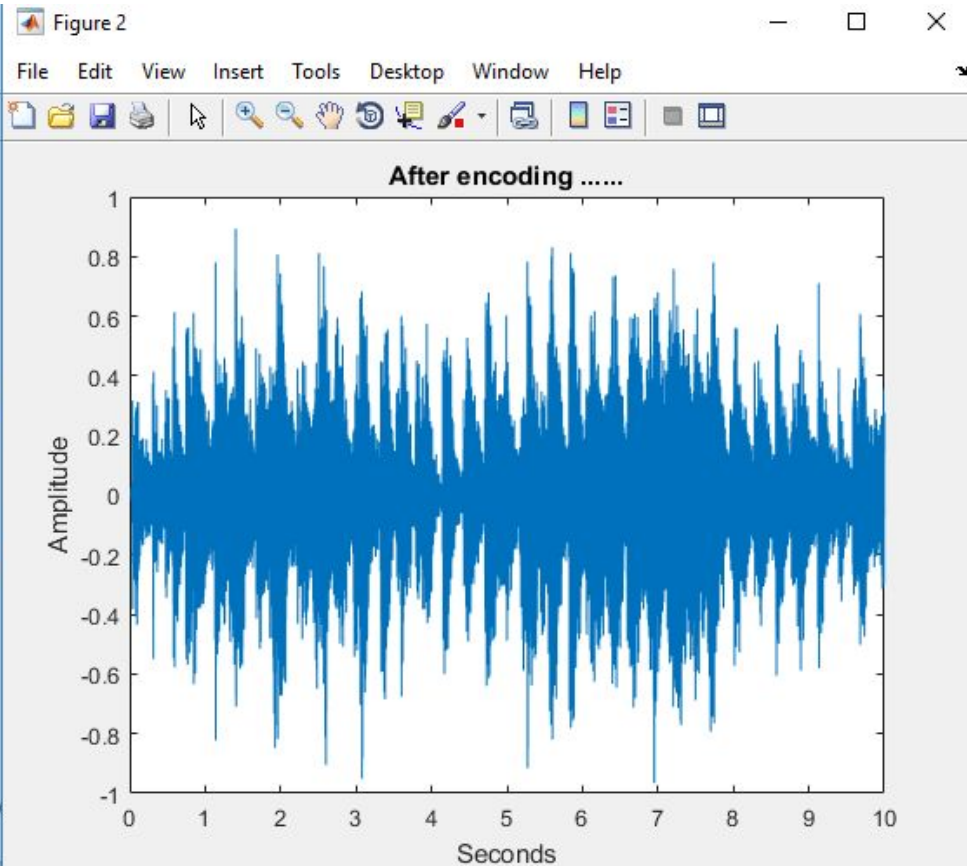 Figure 2
File Edit View Insert Tools Desktop Window Help
After encoding ......
1
0.8
0.6
0.4
0.2
0
-0.2
-0.4
-0.6
-0.8
-1
Amplitude
0 1 2 3 4 5 6 7 8 9 10
Seconds